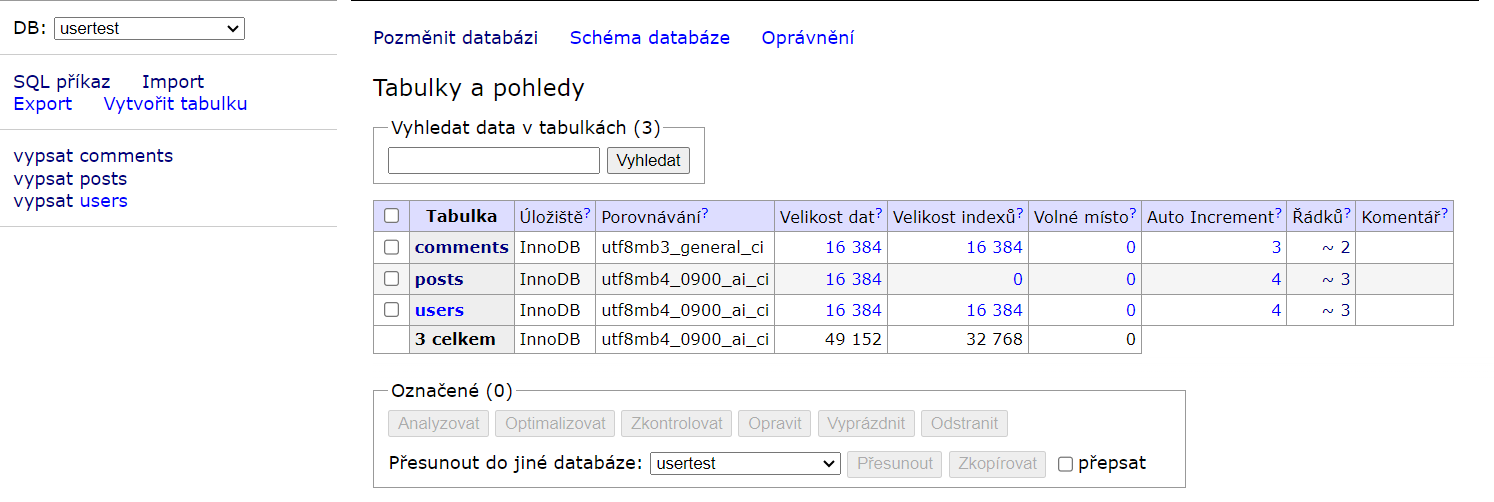 DB: usertest
SQL příkaz Import
Export Vytvořit tabulku
vypsat comments
vypsat posts
vypsat users
Pozměnit databázi Schéma databáze Oprávnění
Tabulky a pohledy
Vyhledat data v tabulkách (3)
Vyhledat
Tabulka Úložiště? Porovnávání? Velikost dat? Velikost indexů? Volné místo? Auto Increment? Řádků? Komentář?
comments InnoDB utf8mb3_general_ci 16 384 16 384 0 3 ~ 2
posts InnoDB utf8mb4_0900_ai_ci 16 384 0 0 4 ~ 3
users InnoDB utf8mb4_0900_ai_ci 16 384 16 384 0 4 ~ 3
3 celkem InnoDB utf8mb4_0900_ai_ci 49 152 32 768 0
Označené (0)
Analyzovat Optimalizovat Zkontrolovat Opravit Vyprázdnit Odstranit
Přesunout do jiné databáze: usertest Přesunout Zkopírovat přepsat